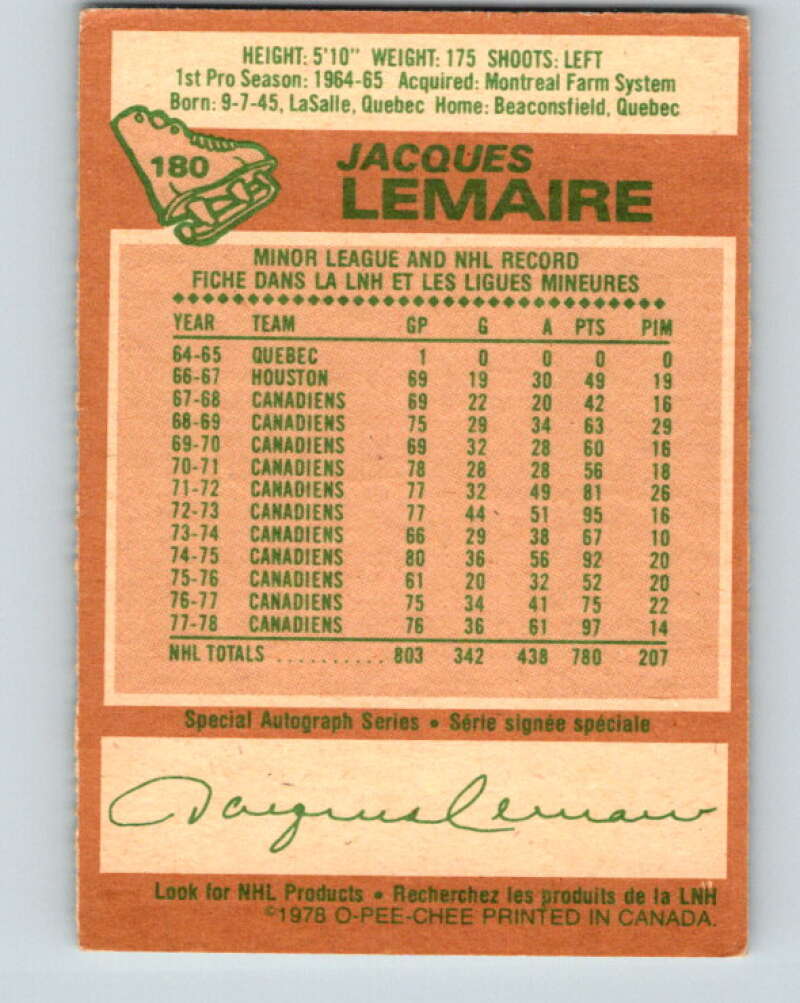 HEIGHT: 5'10" WEIGHT: 175 SHOOTS: LEFT
1st Pro Season: 1964-65 Acquired: Montreal Farm System
Born: 9-7-45, LaSalle, Quebec Home: Beaconsfield, Quebec
180
JACQUES
LEMAIRE
MINOR LEAGUE AND NHL RECORD
FICHE DANS LA LNH ET LES LIGUES MINEURES
YEAR TEAM GP G A PTS PIM
64-65 QUEBEC 1 0 0 0 0
66-67 HOUSTON 69 19 30 49 19
67-68 CANADIENS 69 22 20 42 16
68-69 CANADIENS 75 29 34 63 29
69-70 CANADIENS 69 32 28 60 16
70-71 CANADIENS 78 28 28 56 18
71-72 CANADIENS 77 32 49 81 26
72-73 CANADIENS 77 44 51 95 16
73-74 CANADIENS 66 29 38 67 10
74-75 CANADIENS 80 36 56 92 20
75-76 CANADIENS 61 20 32 52 20
76-77 CANADIENS 75 34 41 75 22
77-78 CANADIENS 76 36 61 97 14
NHL TOTALS .......... 803 342 438 780 207
Special Autograph Series • Série signée spéciale
Jacques Lemaire
Look for NHL Products • Recherchez les produits de la LNH
©1978 O-PEE-CHEE PRINTED IN CANADA.